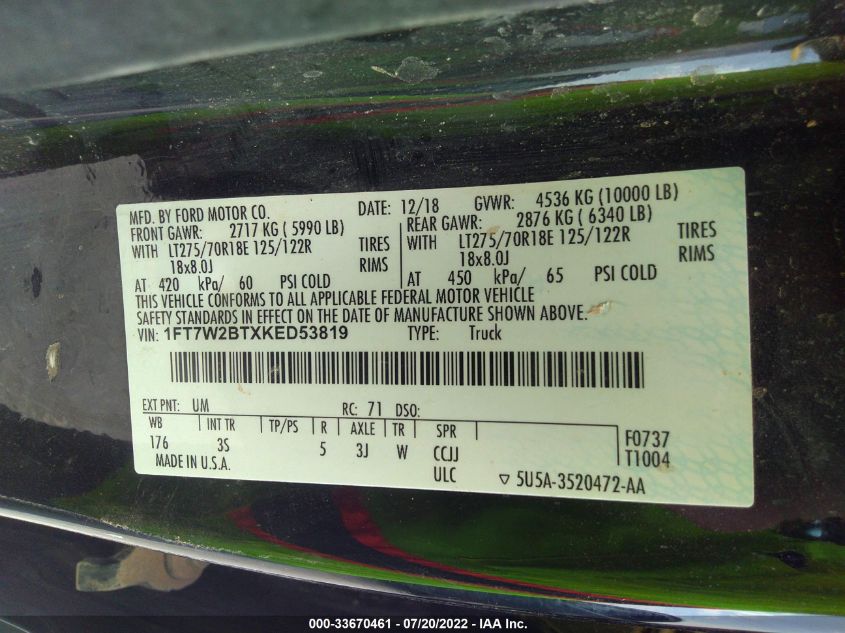 MFD. BY FORD MOTOR CO. DATE: 12/18 GVWR: 4536 KG (10000 LB)
FRONT GAWR: 2717 KG ( 5990 LB) REAR GAWR: 2876 KG ( 6340 LB)
WITH LT275/70R18E 125/122R TIRES WITH LT275/70R18E 125/122R TIRES
18x8.0J RIMS 18x8.0J RIMS
AT 420 kPa/ 60 PSI COLD AT 450 kPa/ 65 PSI COLD
THIS VEHICLE CONFORMS TO ALL APPLICABLE FEDERAL MOTOR VEHICLE
SAFETY STANDARDS IN EFFECT ON THE DATE OF MANUFACTURE SHOWN ABOVE.
VIN: 1FT7W2BTXKED53819 TYPE: Truck
EXT PNT: UM RC: 71 DSO:
WB INT TR TP/PS R AXLE TR SPR
176 3S 5 3J W CCJJ F0737
MADE IN U.S.A. ULC T1004
▽ 5U5A-3520472-AA
000-33670461 - 07/20/2022 - IAA Inc.